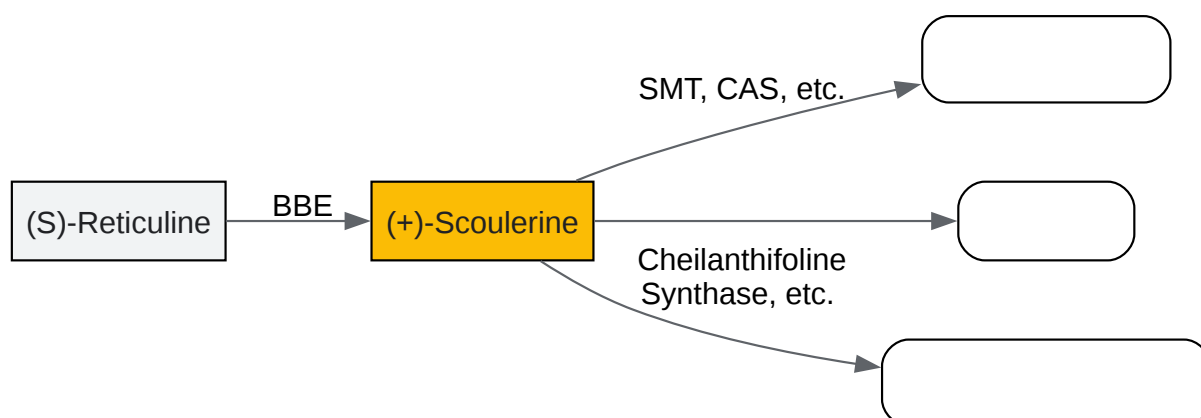 SMT, CAS, etc.
(S)-Reticuline
BBE
(+)-Scoulerine
Cheilanthifoline
Synthase, etc.